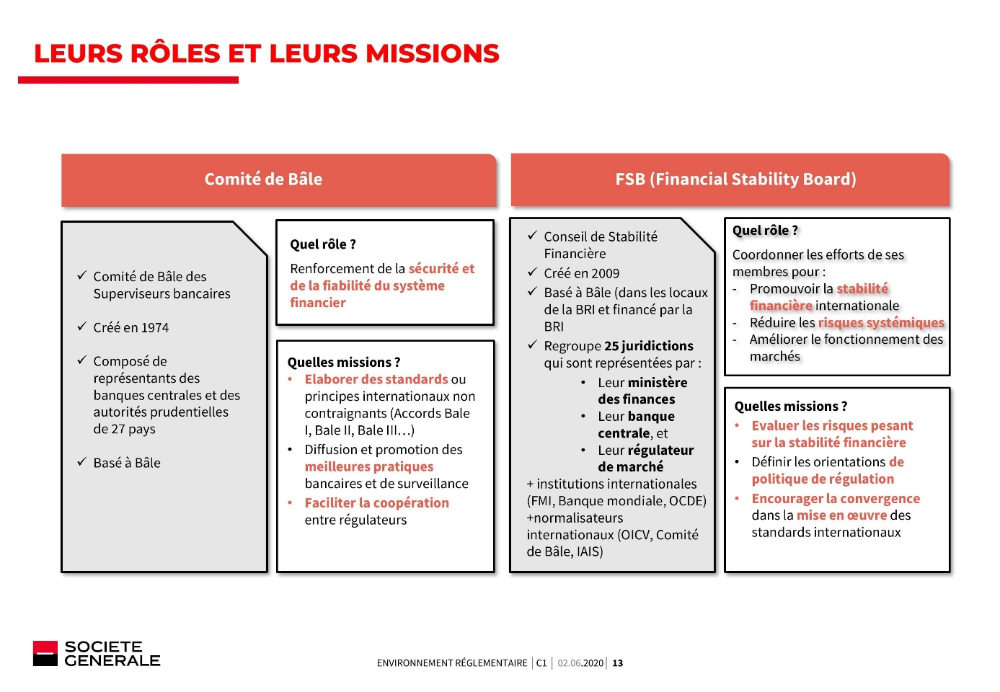 LEURS RÔLES ET LEURS MISSIONS
Comité de Bâle
✓ Comité de Bâle des
Superviseurs bancaires
✓ Créé en 1974
✓ Composé de
représentants des
banques centrales et des
autorités prudentielles
de 27 pays
✓ Basé à Bâle
Quel rôle ?
Renforcement de la sécurité et
de la fiabilité du système
financier
Quelles missions ?
• Elaborer des standards ou
principes internationaux non
contraignants (Accords Bale
I, Bale II, Bale III…)
• Diffusion et promotion des
meilleures pratiques
bancaires et de surveillance
• Faciliter la coopération
entre régulateurs
FSB (Financial Stability Board)
✓ Conseil de Stabilité
Financière
✓ Créé en 2009
✓ Basé à Bâle (dans les locaux
de la BRI et financé par la
BRI
✓ Regroupe 25 juridictions
qui sont représentées par :
• Leur ministère
des finances
• Leur banque
centrale, et
• Leur régulateur
de marché
+ institutions internationales
(FMI, Banque mondiale, OCDE)
+normalisateurs
internationaux (OICV, Comité
de Bâle, IAIS)
Quel rôle ?
Coordonner les efforts de ses
membres pour :
- Promouvoir la stabilité
financière internationale
- Réduire les risques systémiques
- Améliorer le fonctionnement des
marchés
Quelles missions ?
• Evaluer les risques pesant
sur la stabilité financière
• Définir les orientations de
politique de régulation
• Encourager la convergence
dans la mise en œuvre des
standards internationaux
SOCIETE
GENERALE
ENVIRONNEMENT RÉGLEMENTAIRE | C1 | 02.06.2020 | 13